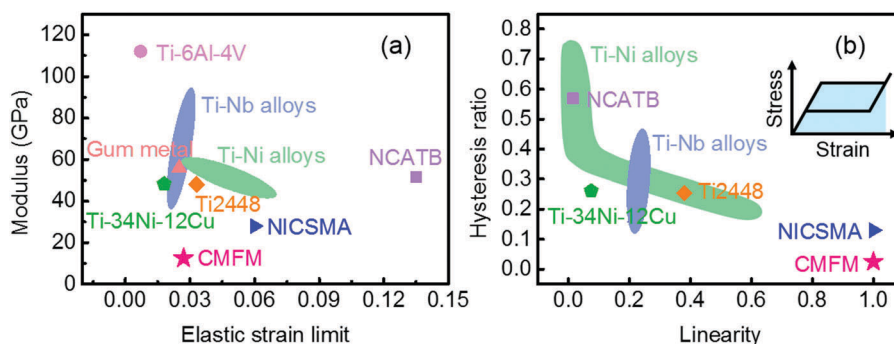 (a)
Ti-6Al-4V
Ti-Nb alloys
Gum metal
Ti-Ni alloys
NCATB
Ti2448
Ti-34Ni-12Cu
NICSMA
CMFM
Modulus (GPa)
120
100
80
60
40
20
0
0.00
0.03
0.06
0.09
0.12
0.15
Elastic strain limit
(b)
Ti-Ni alloys
NCATB
Ti-Nb alloys
Ti2448
Ti-34Ni-12Cu
NICSMA
CMFM
Stress
Strain
Hysteresis ratio
0.8
0.7
0.6
0.5
0.4
0.3
0.2
0.1
0.0
0.0
0.2
0.4
0.6
0.8
1.0
Linearity